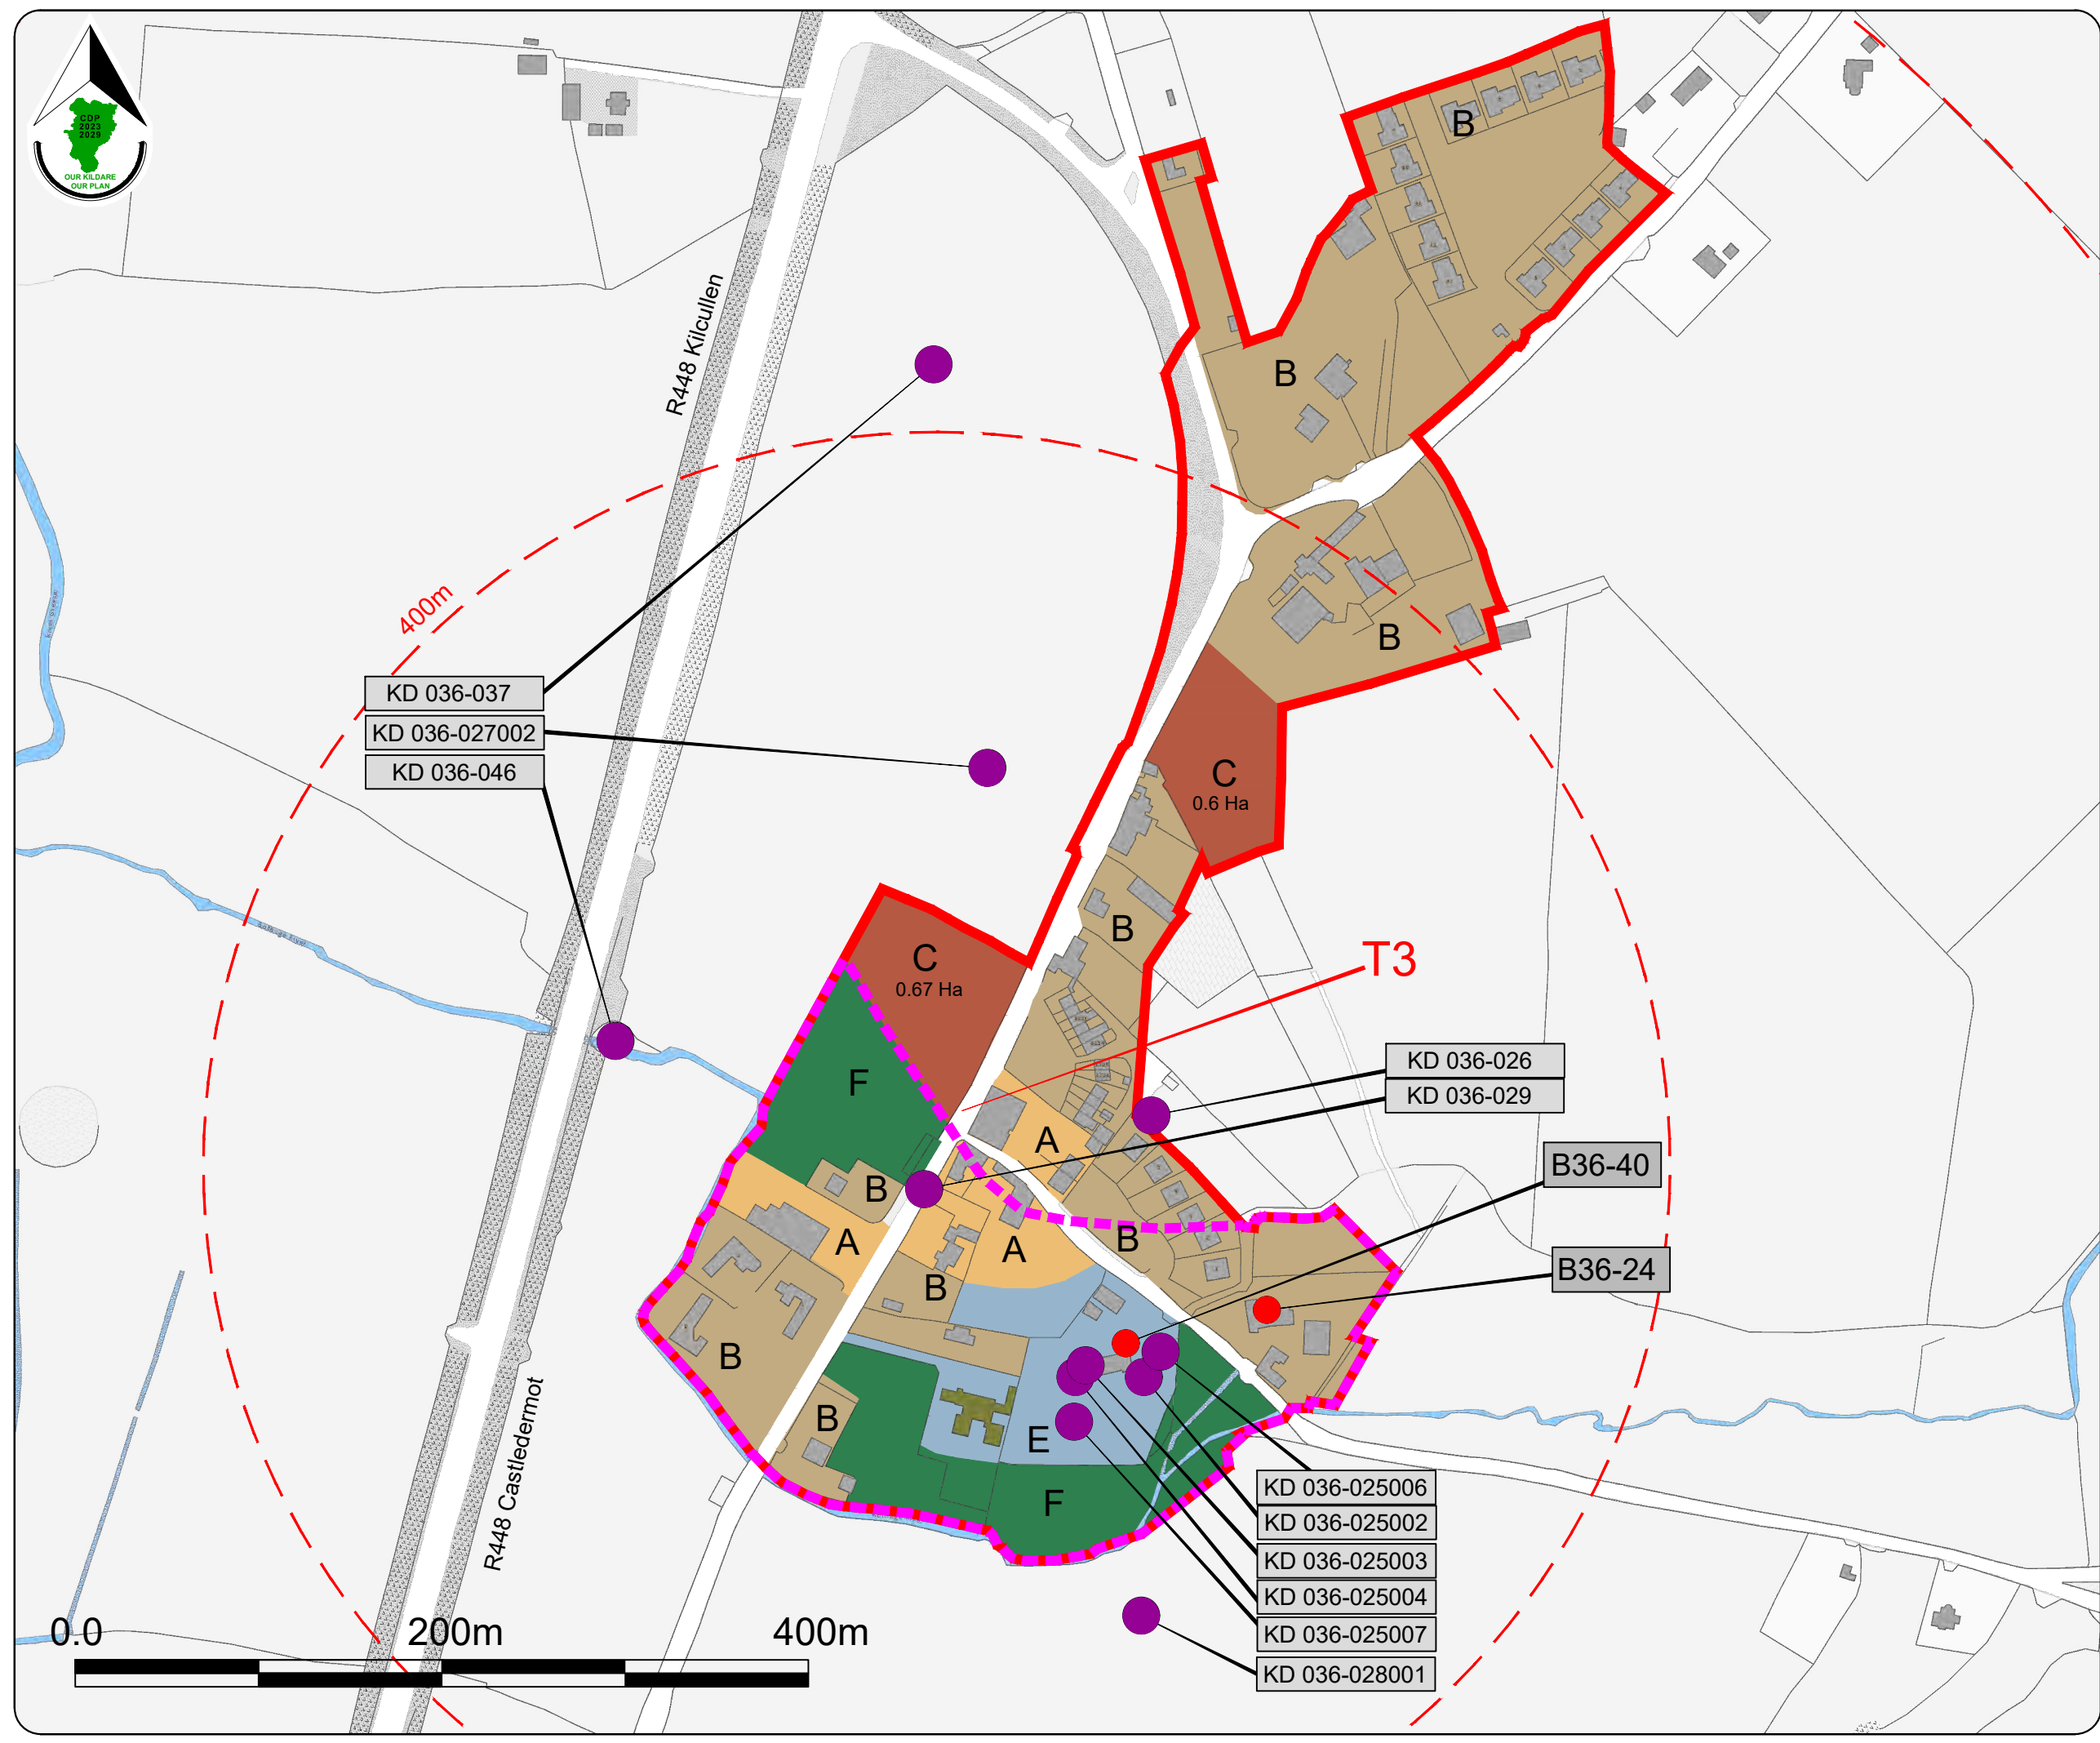 CDP
2023
2029
OUR KILDARE
OUR PLAN
B
R448 Kilcullen
B
400m
B
KD 036-037
KD 036-027002
KD 036-046
C
0.6 Ha
B
C
0.67 Ha
T3
F
KD 036-026
KD 036-029
A
B36-40
B
A
A
B
B36-24
B
B
R448 Castledermot
B
E
F
KD 036-025006
KD 036-025002
KD 036-025003
KD 036-025004
KD 036-025007
KD 036-028001
0.0
200m
400m